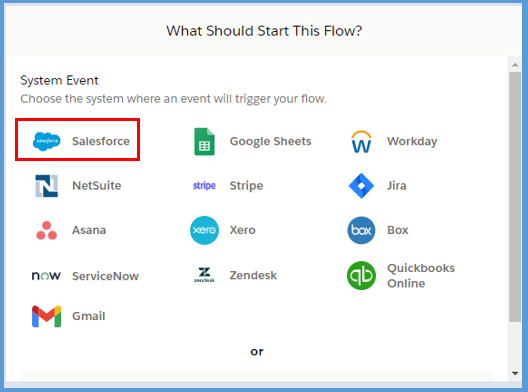 What Should Start This Flow?
System Event
Choose the system where an event will trigger your flow.
salesforce Salesforce Google Sheets Workday
NetSuite stripe Stripe Jira
Asana xero Xero box Box
now ServiceNow zendesk Zendesk qb Quickbooks Online
Gmail
or